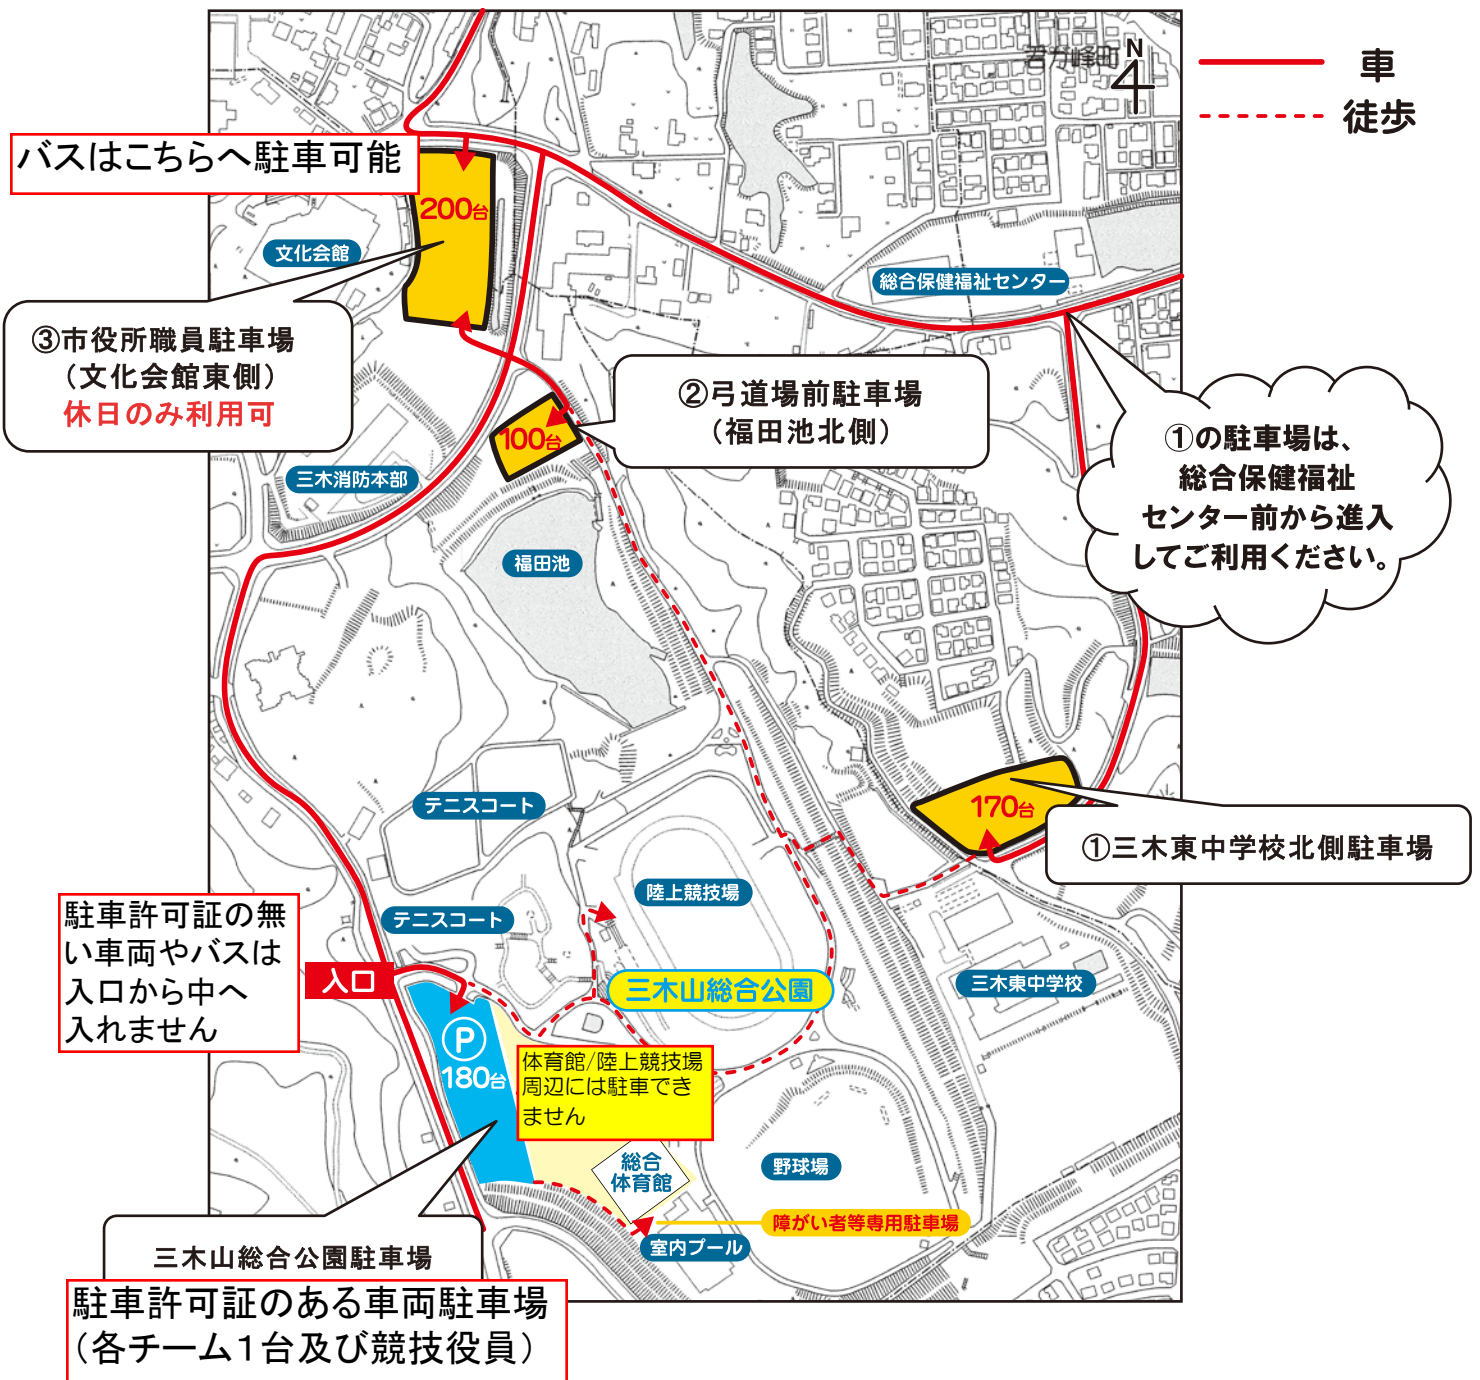 君が峰町
N
車
徒歩
バスはこちらへ駐車可能
200台
文化会館
総合保健福祉センター
③市役所職員駐車場
（文化会館東側）
休日のみ利用可
②弓道場前駐車場
（福田池北側）
100台
①の駐車場は、
総合保健福祉
センター前から進入
してご利用ください。
三木消防本部
福田池
テニスコート
170台
①三木東中学校北側駐車場
陸上競技場
テニスコート
駐車許可証の無
い車両やバスは
入口から中へ
入れません
入口
三木山総合公園
三木東中学校
P
180台
体育館/陸上競技場
周辺には駐車でき
ません
総合
体育館
野球場
障がい者等専用駐車場
室内プール
三木山総合公園駐車場
駐車許可証のある車両駐車場
（各チーム１台及び競技役員）